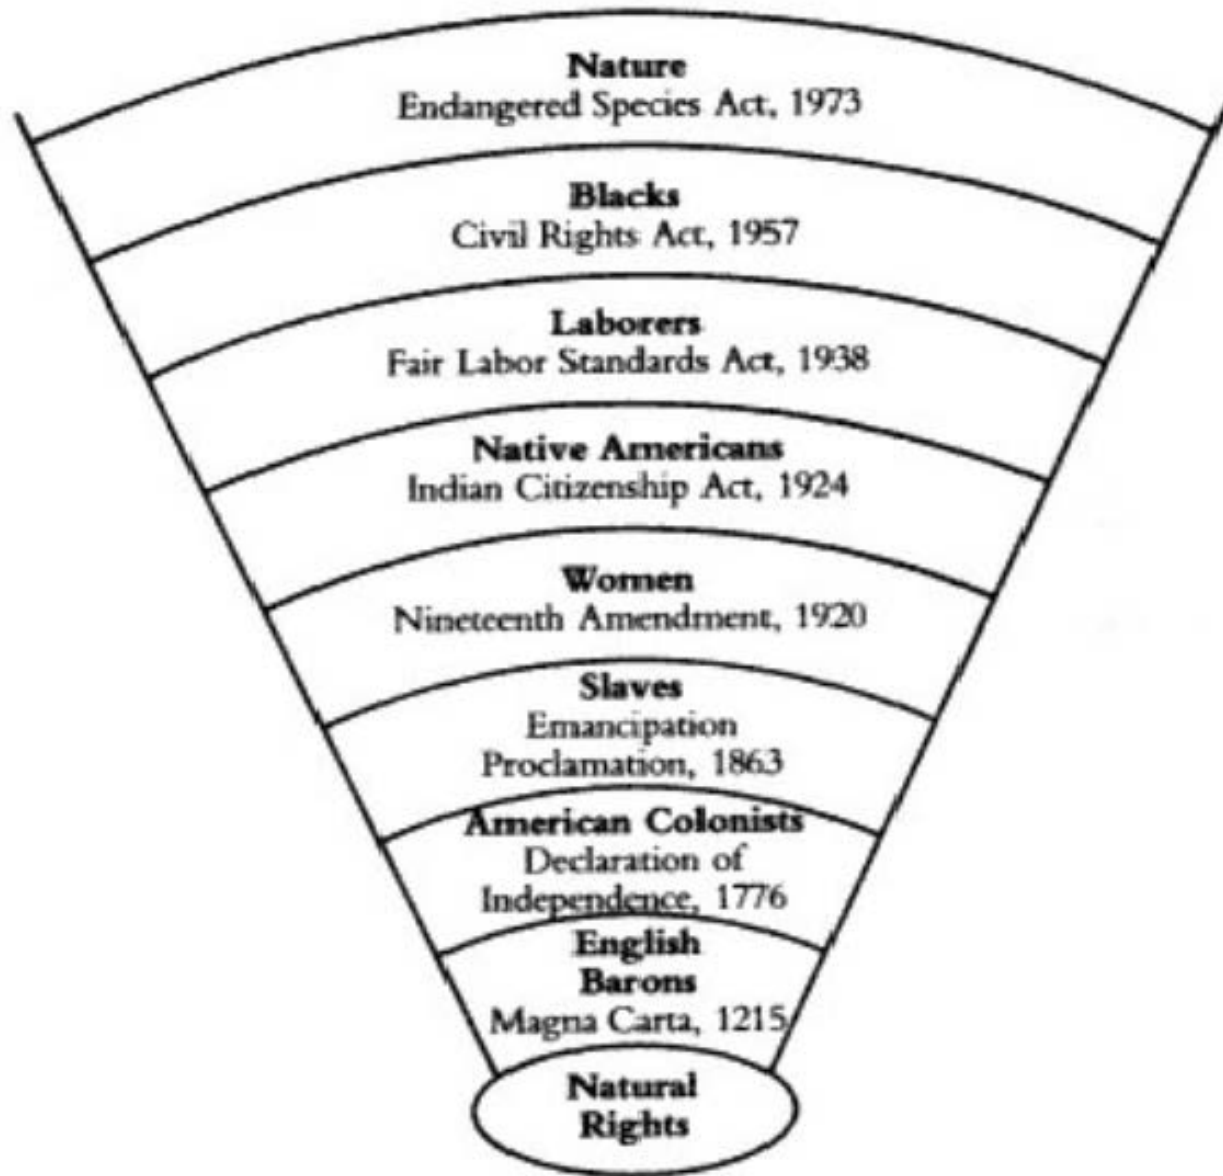 Nature
Endangered Species Act, 1973
Blacks
Civil Rights Act, 1957
Laborers
Fair Labor Standards Act, 1938
Native Americans
Indian Citizenship Act, 1924
Women
Nineteenth Amendment, 1920
Slaves
Emancipation
Proclamation, 1863
American Colonists
Declaration of
Independence, 1776
English
Barons
Magna Carta, 1215
Natural
Rights